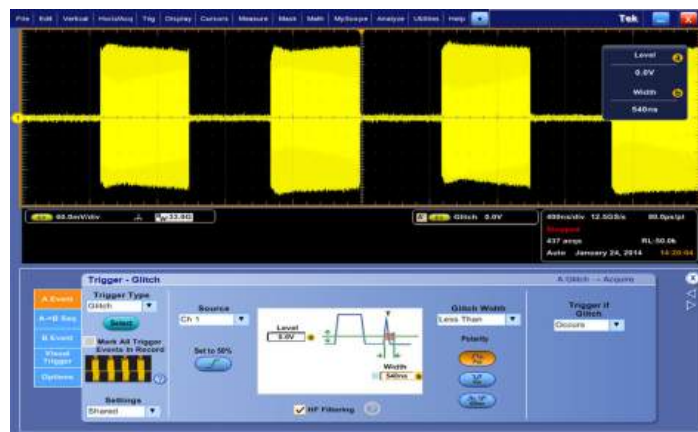 File Edit Vertical Horiz/Acq Trig Display Cursors Measure Mask Math MyScope Analyze Utilities Help Tek
Level a
0.0V
Width b
540ns
60.0mV/div
Glitch 0.0V
400ns/div 12.5GS/s 80.0ps/pt
Stopped
437 acqs RL:50.0k
Auto January 24, 2014 14:20:04
Trigger - Glitch
A Glitch → Acquire
A Event
A→B Seq
B Event
Visual Trigger
Options
Trigger Type
Glitch
Select
Mark All Trigger
Events In Record
Settings
Shared
Source
Ch 1
Set to 50%
Level
0.0V
Width
540ns
HF Filtering
Glitch Width
Less Than
Polarity
Trigger if
Glitch:
Occurs